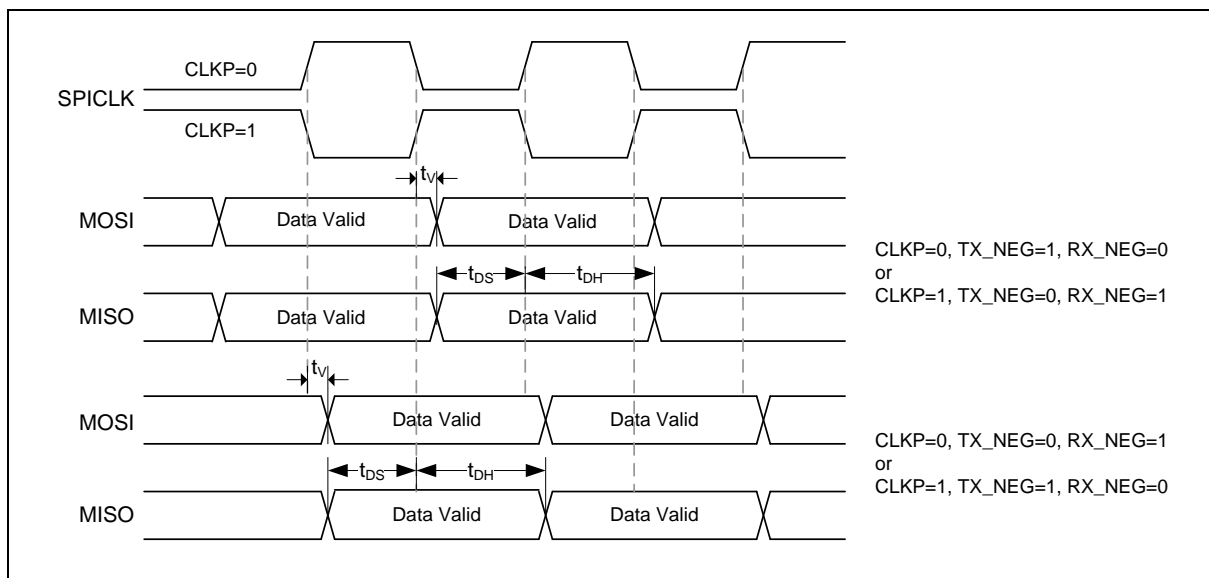 CLKP=0
SPICLK
CLKP=1
tV
MOSI
Data Valid
Data Valid
CLKP=0, TX_NEG=1, RX_NEG=0
or
CLKP=1, TX_NEG=0, RX_NEG=1
tDS
tDH
MISO
Data Valid
Data Valid
tV
MOSI
Data Valid
Data Valid
CLKP=0, TX_NEG=0, RX_NEG=1
or
CLKP=1, TX_NEG=1, RX_NEG=0
tDS
tDH
MISO
Data Valid
Data Valid